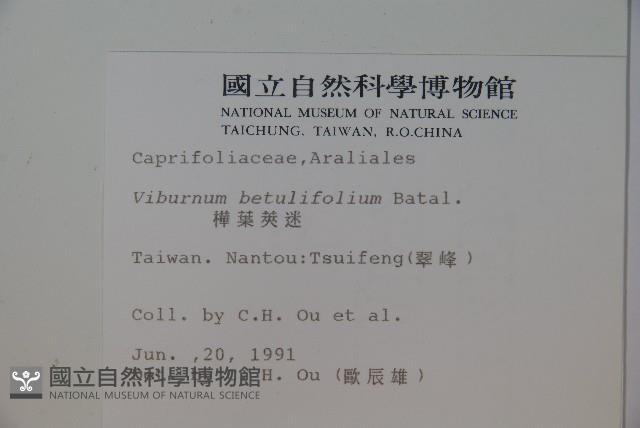 國立自然科學博物館
NATIONAL MUSEUM OF NATURAL SCIENCE
TAICHUNG, TAIWAN, R.O.CHINA
Caprifoliaceae,Araliales
Viburnum betulifolium Batal.
樺葉莢迷
Taiwan. Nantou:Tsuifeng(翠峰)
Coll. by C.H. Ou et al.
Jun. ,20, 1991
H. Ou (歐辰雄)
國立自然科學博物館
NATIONAL MUSEUM OF NATURAL SCIENCE